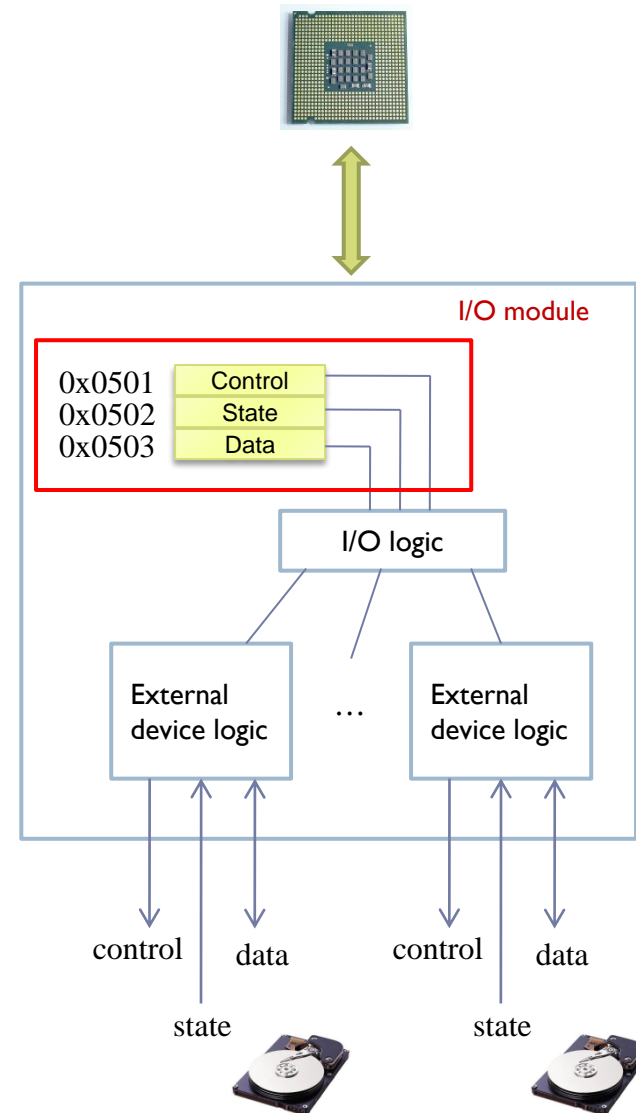 I/O module
0x0501 Control
0x0502 State
0x0503 Data
I/O logic
External
device logic
…
External
device logic
control
data
control
data
state
state